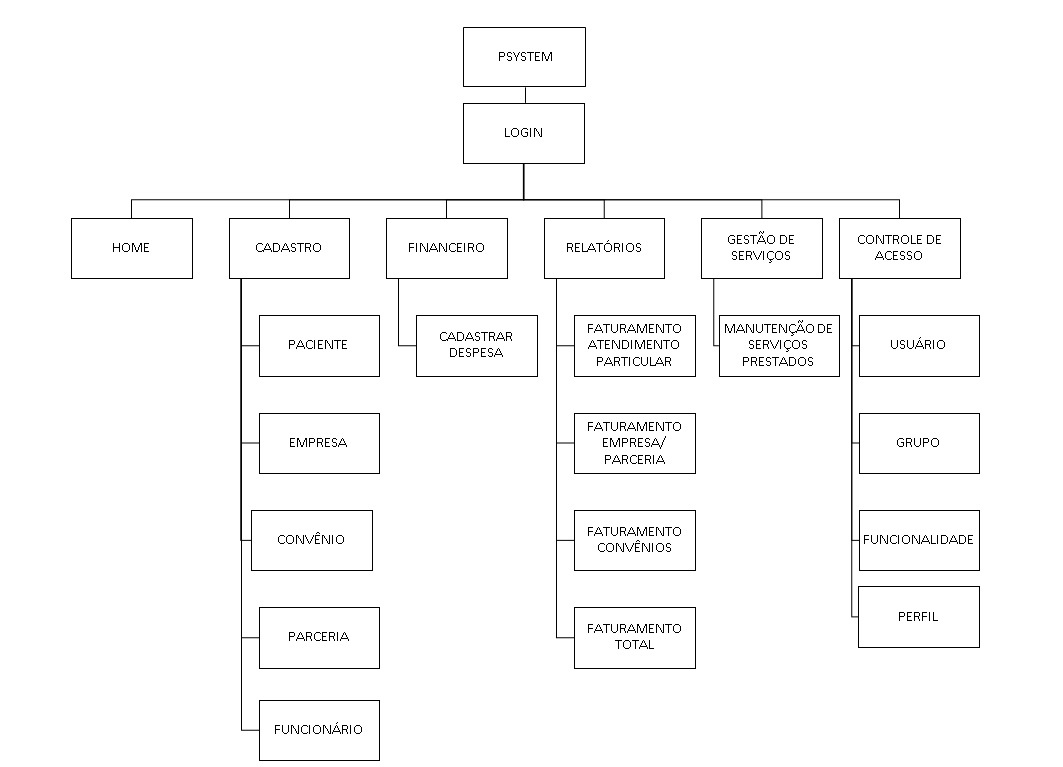 PSYSTEM
LOGIN
HOME
CADASTRO
FINANCEIRO
RELATÓRIOS
GESTÃO DE
SERVIÇOS
CONTROLE DE
ACESSO
PACIENTE
CADASTRAR
DESPESA
FATURAMENTO
ATENDIMENTO
PARTICULAR
MANUTENÇÃO DE
SERVIÇOS
PRESTADOS
USUÁRIO
EMPRESA
FATURAMENTO
EMPRESA/
PARCERIA
GRUPO
CONVÊNIO
FATURAMENTO
CONVÊNIOS
FUNCIONALIDADE
PERFIL
PARCERIA
FATURAMENTO
TOTAL
FUNCIONÁRIO